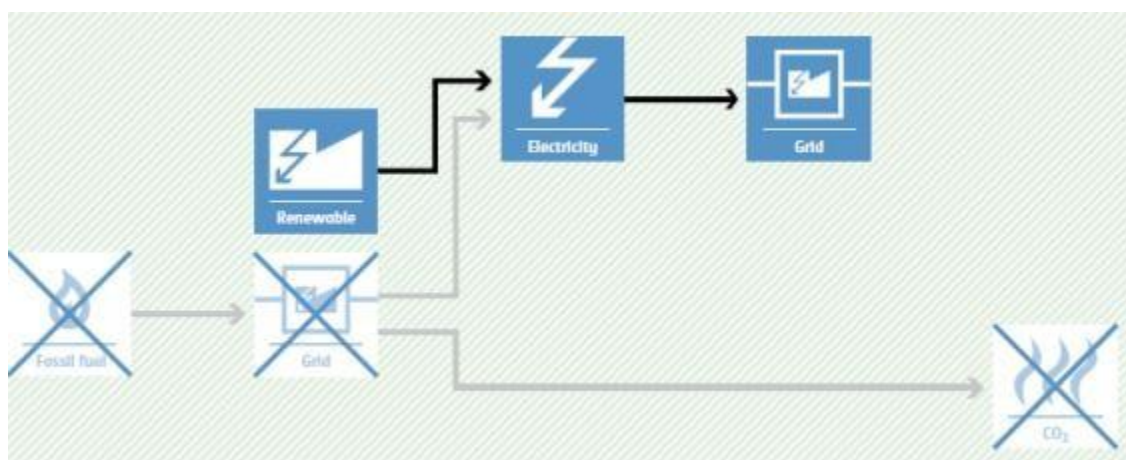 Electricity
Grid
Renewable
Fossil fuel
Grid
CO₂